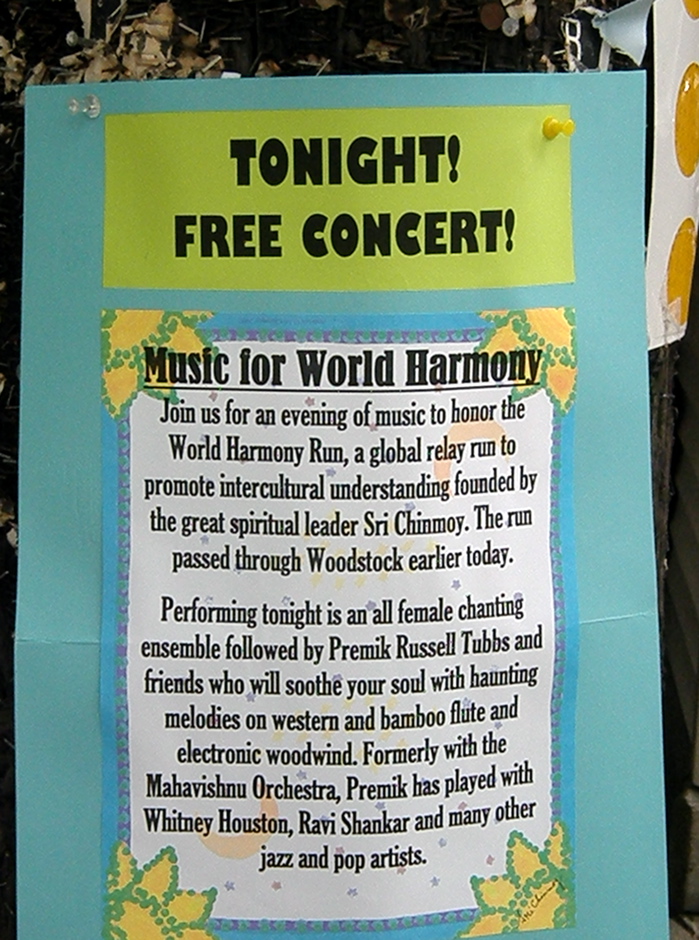 TONIGHT!
FREE CONCERT!
Music for World Harmony
Join us for an evening of music to honor the
World Harmony Run, a global relay run to
promote intercultural understanding founded by
the great spiritual leader Sri Chinmoy. The run
passed through Woodstock earlier today.
Performing tonight is an all female chanting
ensemble followed by Premik Russell Tubbs and
friends who will soothe your soul with haunting
melodies on western and bamboo flute and
electronic woodwind. Formerly with the
Mahavishnu Orchestra, Premik has played with
Whitney Houston, Ravi Shankar and many other
jazz and pop artists.
Sri Chinmoy